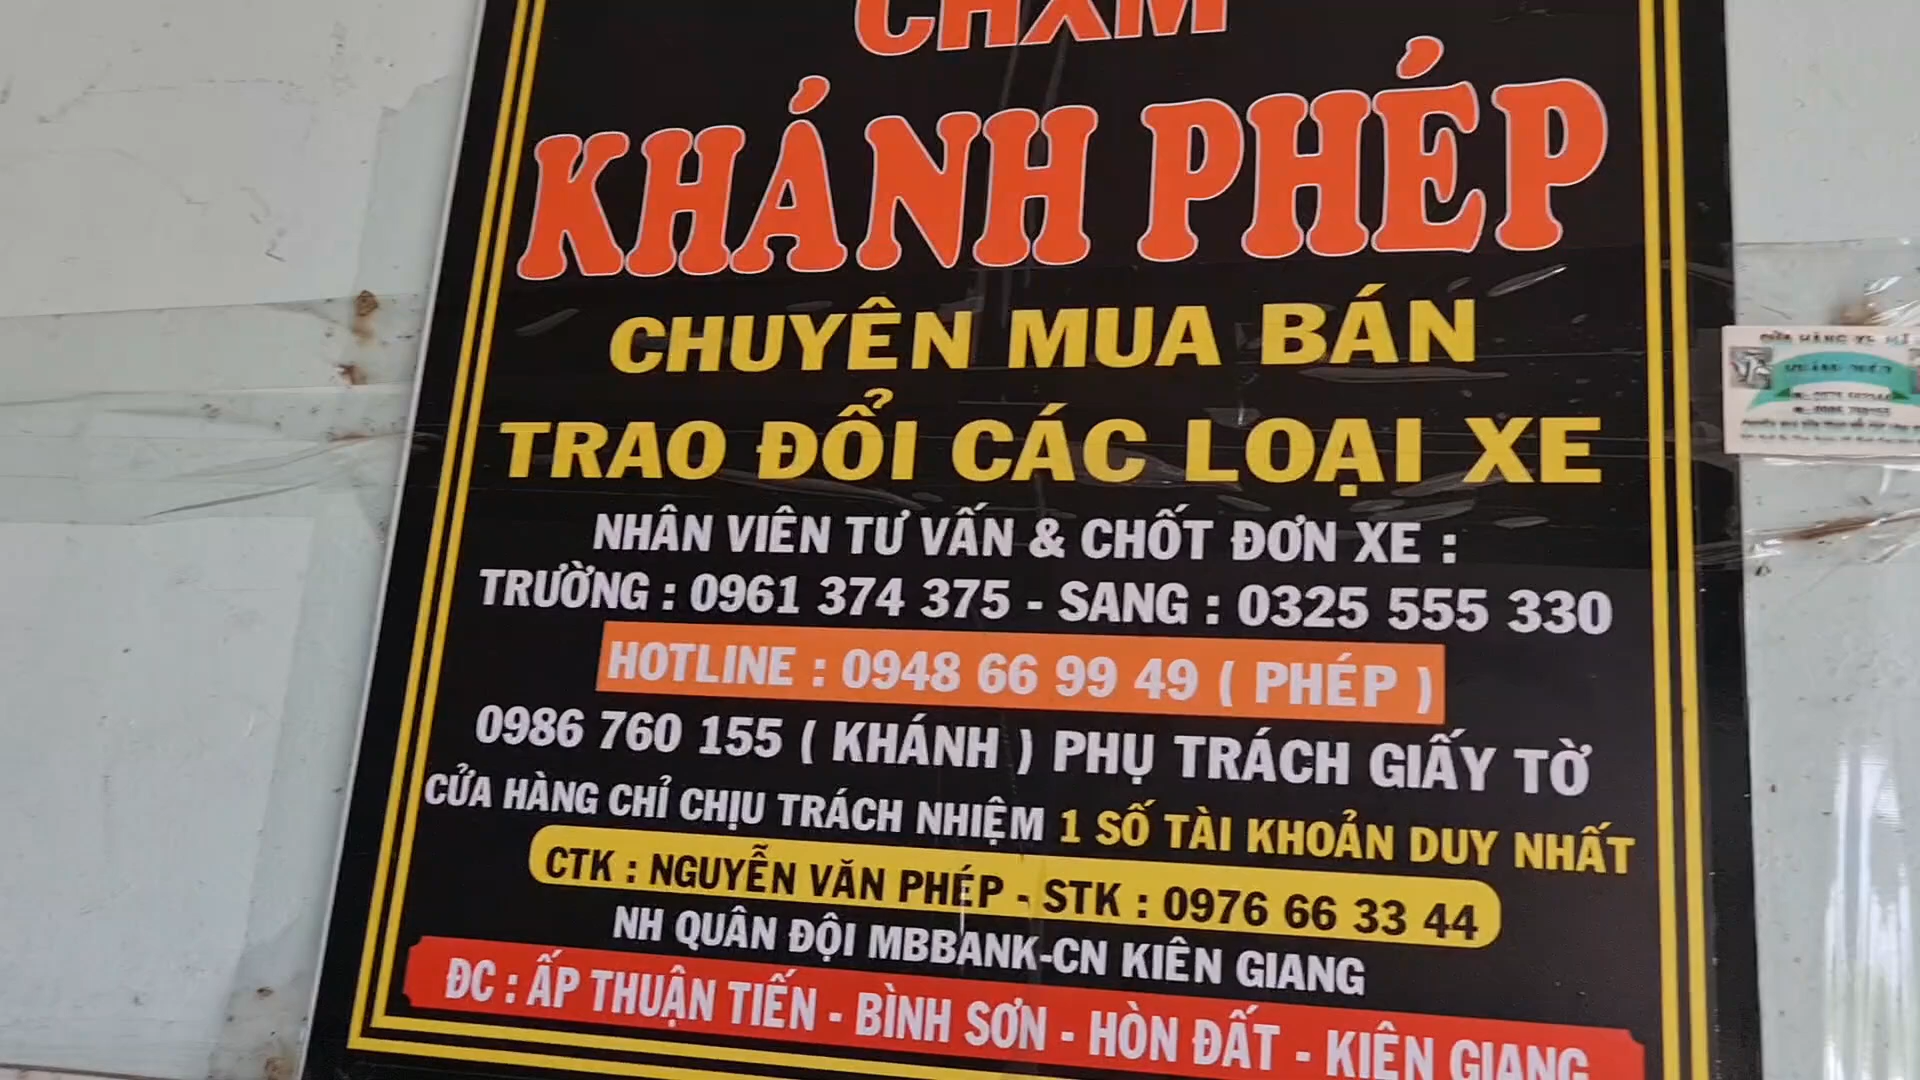 CHXM
KHÁNH PHÉP
CHUYÊN MUA BÁN
TRAO ĐỔI CÁC LOẠI XE
NHÂN VIÊN TƯ VẤN & CHỐT ĐƠN XE :
TRƯỜNG : 0961 374 375 - SANG : 0325 555 330
HOTLINE : 0948 66 99 49 ( PHÉP )
0986 760 155 ( KHÁNH ) PHỤ TRÁCH GIẤY TỜ
CỬA HÀNG CHỈ CHỊU TRÁCH NHIỆM 1 SỐ TÀI KHOẢN DUY NHẤT
CTK : NGUYỄN VĂN PHÉP - STK : 0976 66 33 44
NH QUÂN ĐỘI MBBANK-CN KIÊN GIANG
ĐC : ẤP THUẬN TIẾN - BÌNH SƠN - HÒN ĐẤT - KIÊN GIANG
CỬA HÀNG XE